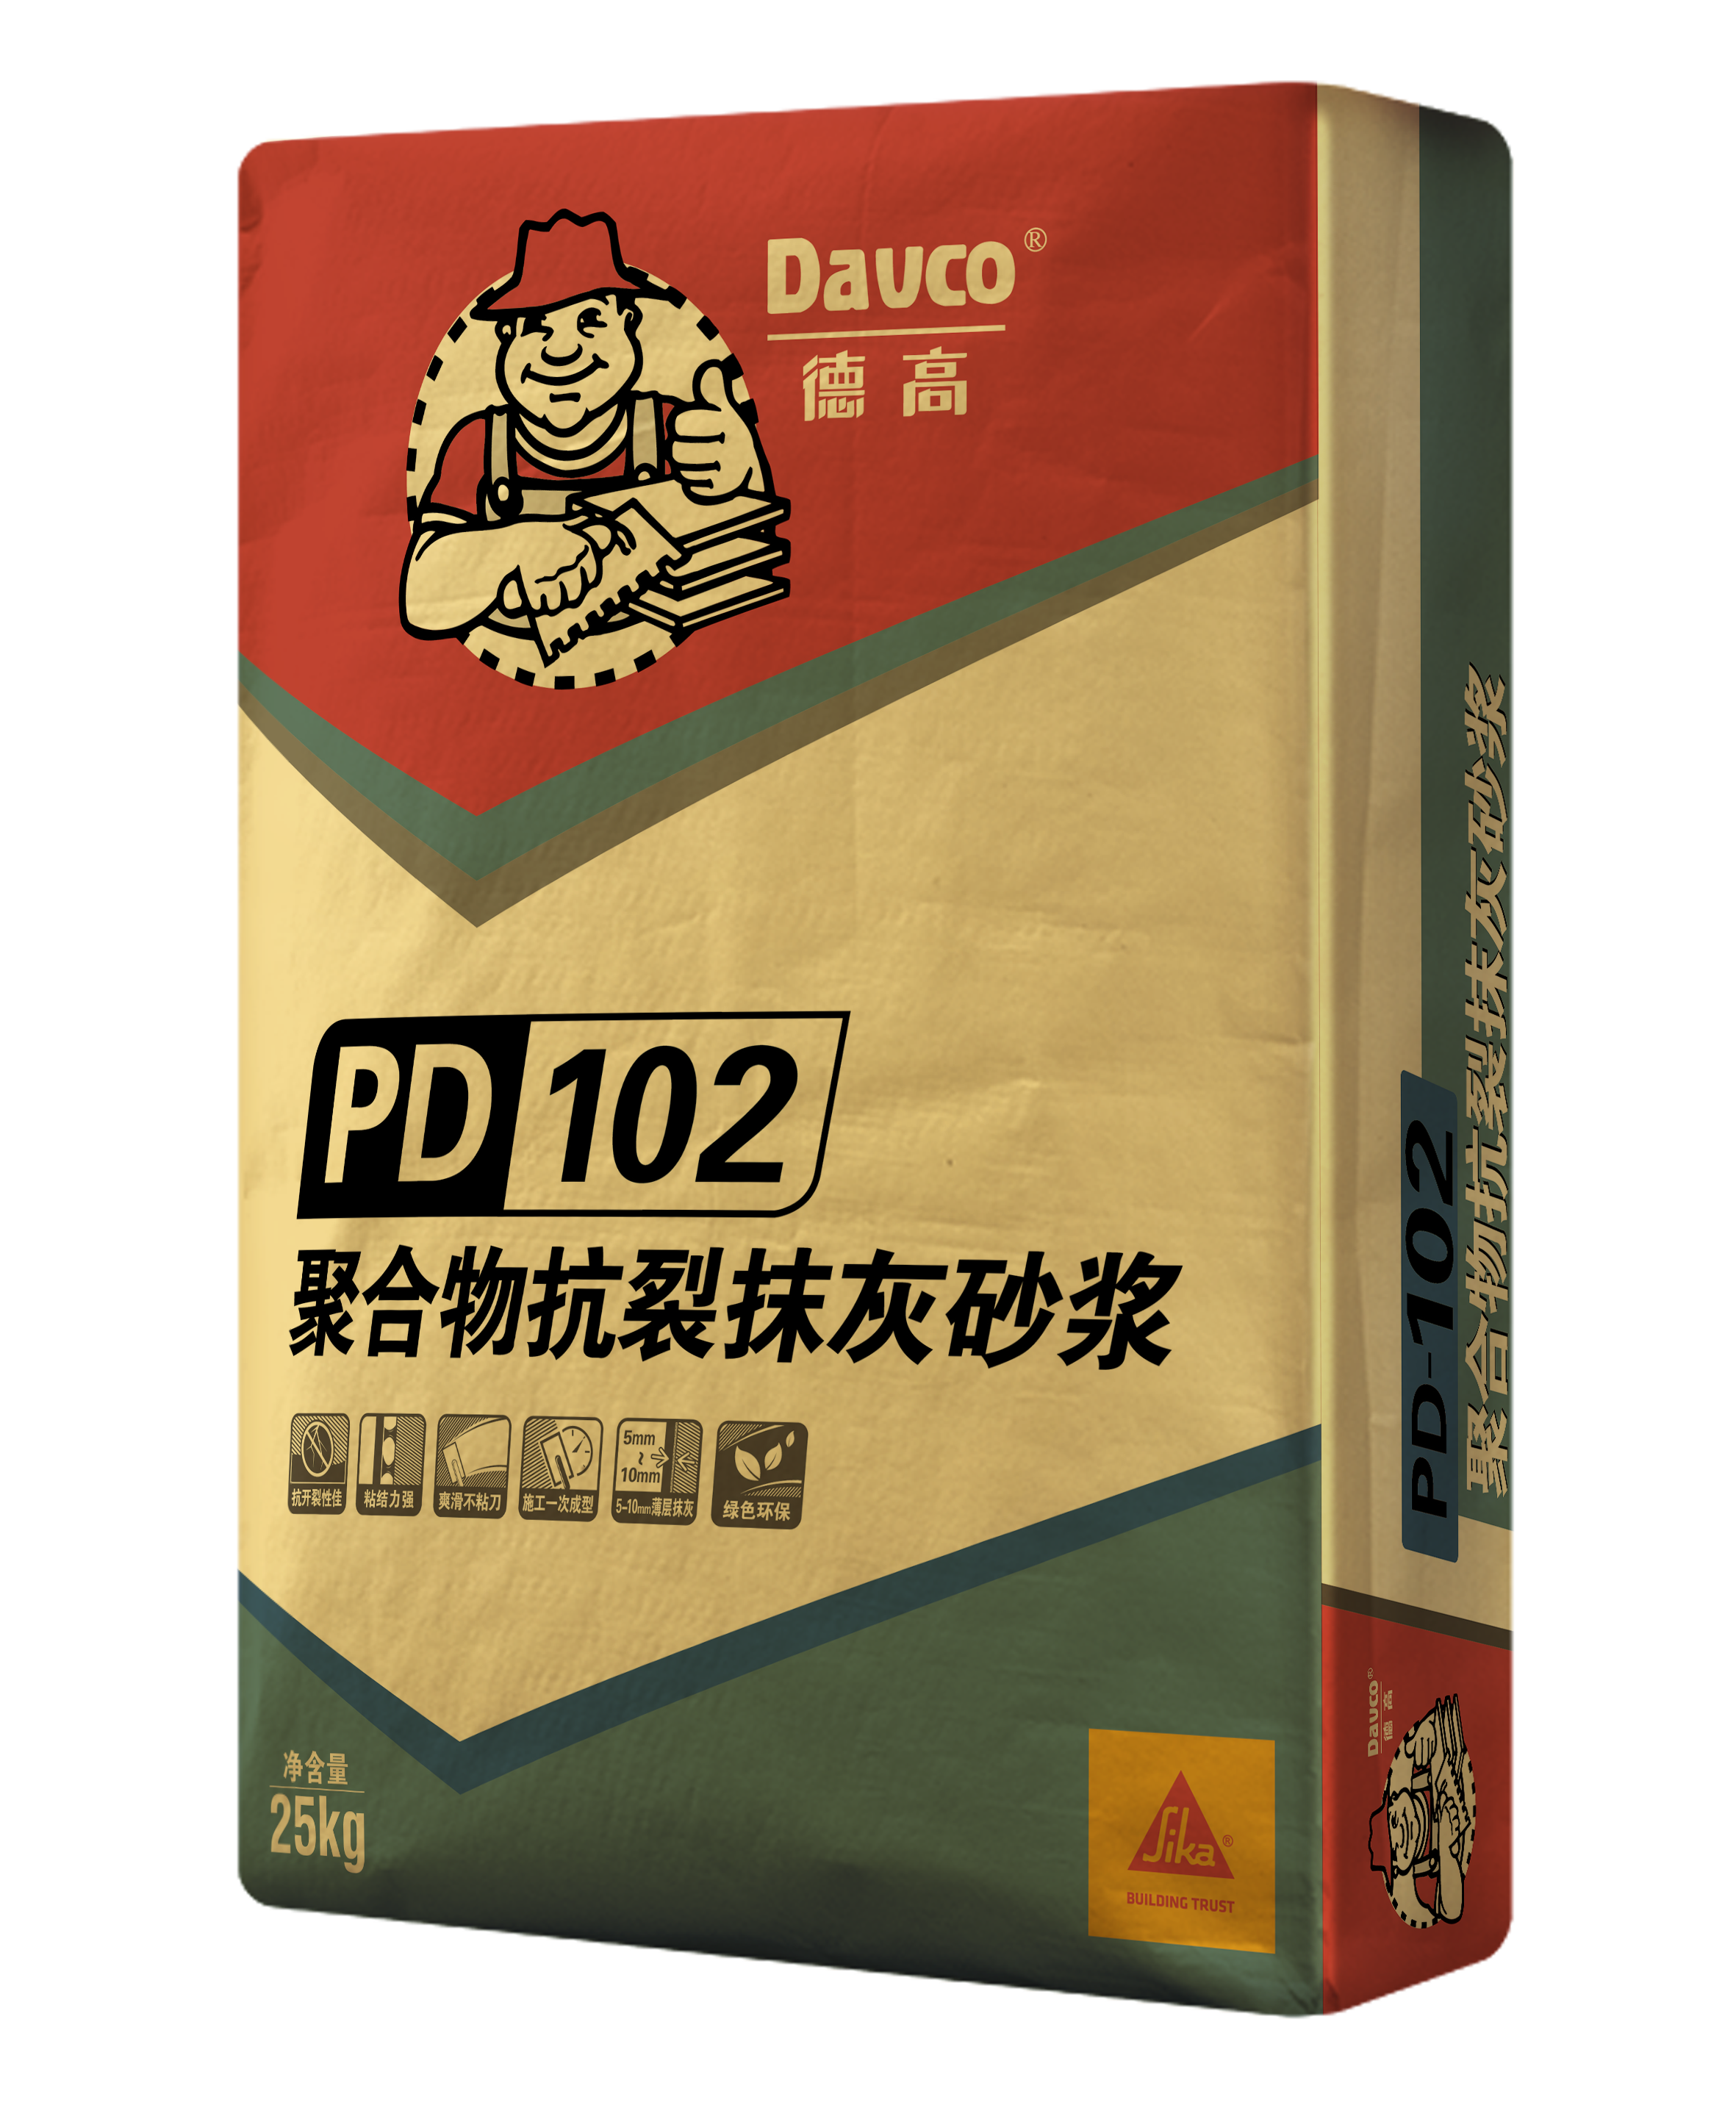 Davco®
德高
PD 102
聚合物抗裂抹灰砂浆
抗开裂性佳
粘结力强
爽滑不粘刀
施工一次成型
5mm
~
10mm
5-10mm薄层抹灰
绿色环保
净含量
25kg
Sika®
BUILDING TRUST
PD-102
聚合物抗裂抹灰砂浆
Davco®
德高